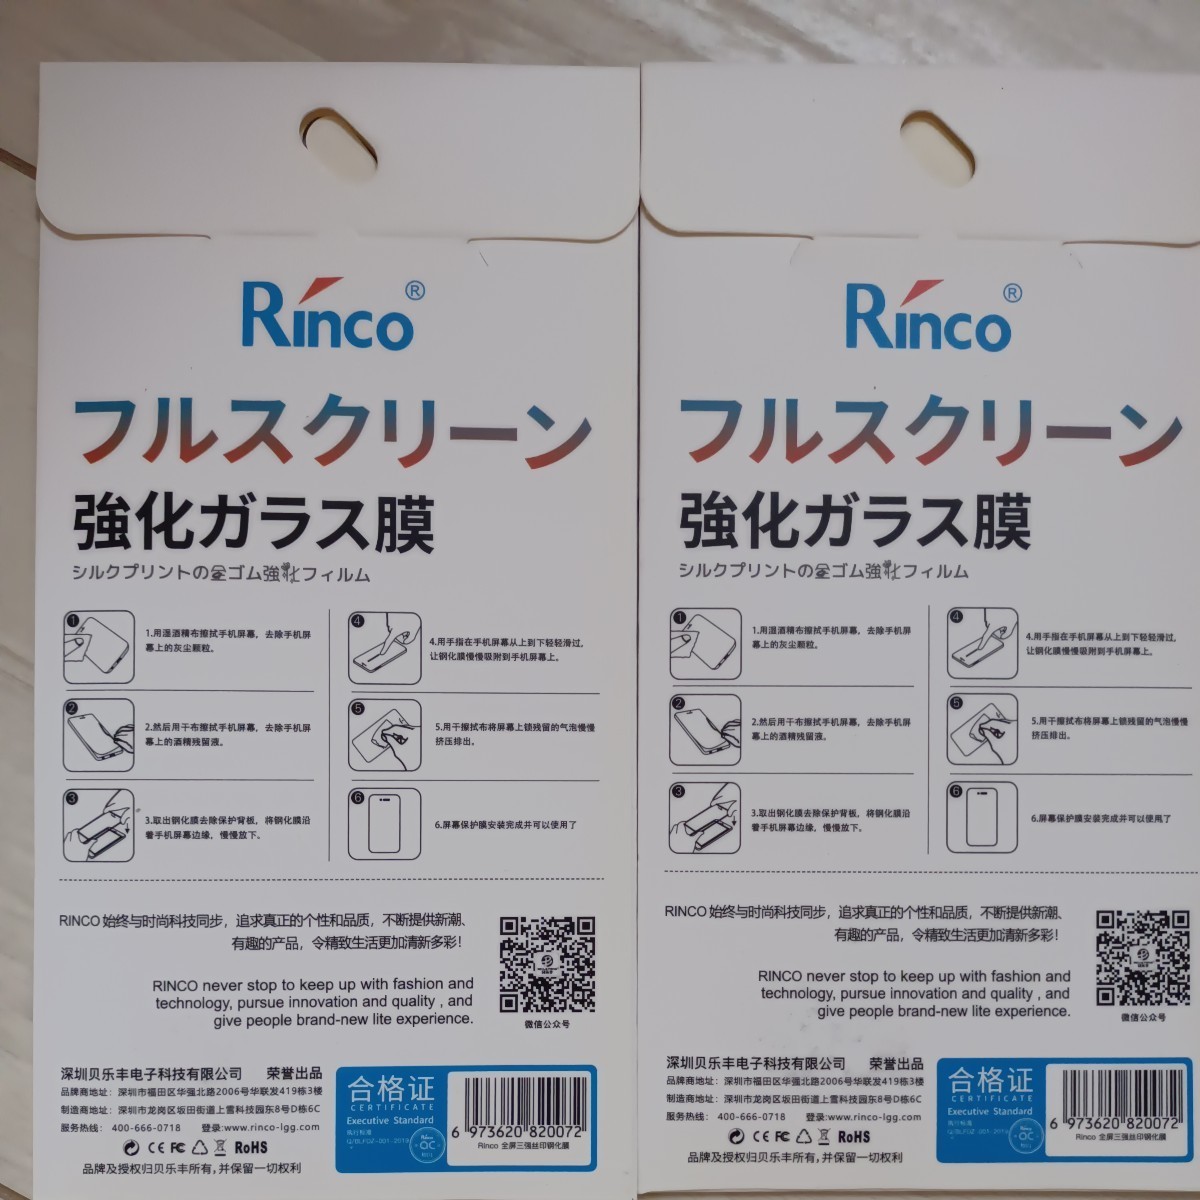 Rinco®
フルスクリーン
強化ガラス膜
シルクプリントの全ゴム強化フィルム
1
1.用湿酒精布擦拭手机屏幕，去除手机屏
幕上的灰尘颗粒。
2
2.然后用干布擦拭手机屏幕，去除手机屏
幕上的酒精残留液。
3
3.取出钢化膜去除保护背板，将钢化膜沿
着手机屏幕边缘，慢慢放下。
4
4.用手指在手机屏幕从上到下轻轻滑过，
让钢化膜慢慢吸附到手机屏幕上。
5
5.用干擦拭布将屏幕上锁残留的气泡慢慢
挤压排出。
6
6.屏幕保护膜安装完成并可以使用了
RINCO 始终与时尚科技同步，追求真正的个性和品质，不断提供新潮、
有趣的产品，令精致生活更加清新多彩！
RINCO never stop to keep up with fashion and
technology, pursue innovation and quality , and
give people brand-new lite experience.
微信公众号
深圳贝乐丰电子科技有限公司 荣誉出品
品牌商地址：深圳市福田区华强北路2006号华联发419栋3楼
制造商地址：深圳市龙岗区坂田街道上雪科技园东8号D栋6C
服务热线：400-666-0718 登录:www.rinco-lgg.com
CE FC RoHS
品牌及授权归贝乐丰所有,并保留一切权利
合格证
CERTIFICATE
Executive Standard
执行标准
Q/BLFDZ-001-2019
Rinco
QC
6 973620 820072
Rinco 全屏三强丝印钢化膜
Rinco®
フルスクリーン
強化ガラス膜
シルクプリントの全ゴム強化フィルム
1
1.用湿酒精布擦拭手机屏幕，去除手机屏
幕上的灰尘颗粒。
2
2.然后用干布擦拭手机屏幕，去除手机屏
幕上的酒精残留液。
3
3.取出钢化膜去除保护背板，将钢化膜沿
着手机屏幕边缘，慢慢放下。
4
4.用手指在手机屏幕从上到下轻轻滑过，
让钢化膜慢慢吸附到手机屏幕上。
5
5.用干擦拭布将屏幕上锁残留的气泡慢慢
挤压排出。
6
6.屏幕保护膜安装完成并可以使用了
RINCO 始终与时尚科技同步，追求真正的个性和品质，不断提供新潮、
有趣的产品，令精致生活更加清新多彩！
RINCO never stop to keep up with fashion and
technology, pursue innovation and quality , and
give people brand-new lite experience.
微信公众号
深圳贝乐丰电子科技有限公司 荣誉出品
品牌商地址：深圳市福田区华强北路2006号华联发419栋3楼
制造商地址：深圳市龙岗区坂田街道上雪科技园东8号D栋6C
服务热线：400-666-0718 登录:www.rinco-lgg.com
CE FC RoHS
品牌及授权归贝乐丰所有,并保留一切权利
合格证
CERTIFICATE
Executive Standard
执行标准
Rinco
QC
6 973620 820072
Rinco 全屏三强丝印钢化膜